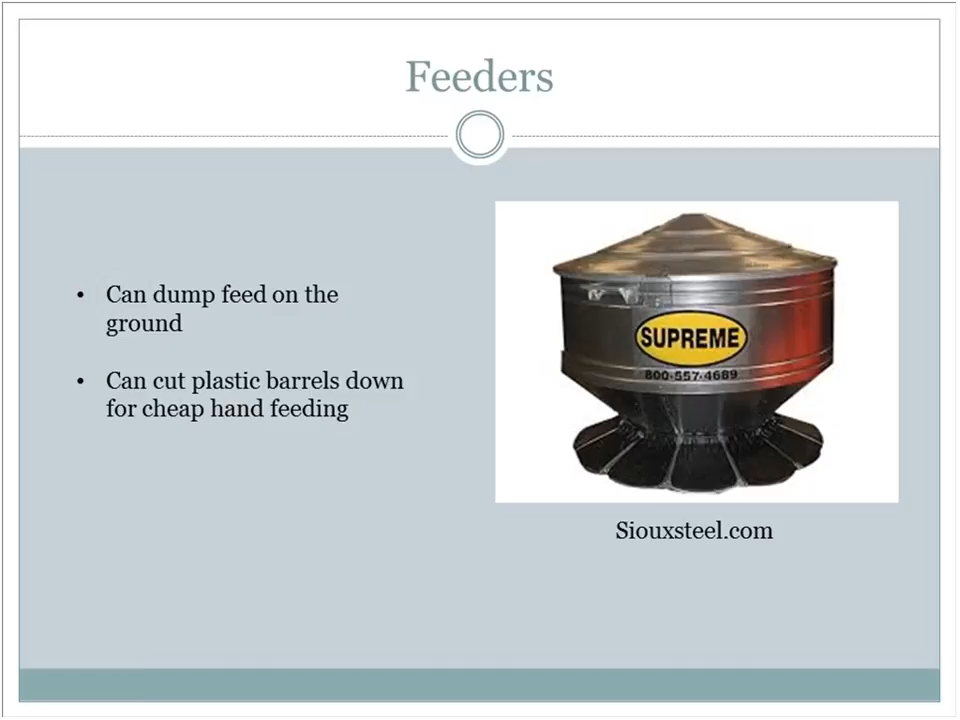 Feeders
• Can dump feed on the
ground
• Can cut plastic barrels down
for cheap hand feeding
SUPREME
800-557-4689
Siouxsteel.com